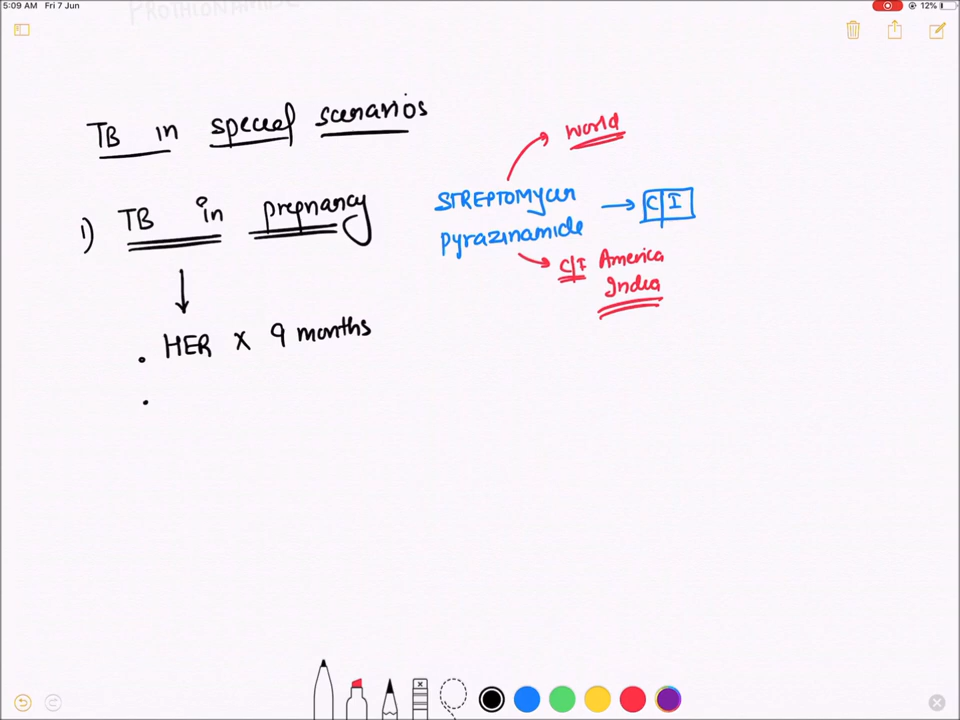 5:09 AM Fri 7 Jun
12%
PROTHIONAMIDE
TB in special scenarios
world
1) TB in pregnancy
STREPTOMycin
pyrazinamide
C I
C/I America
India
HER X 9 months